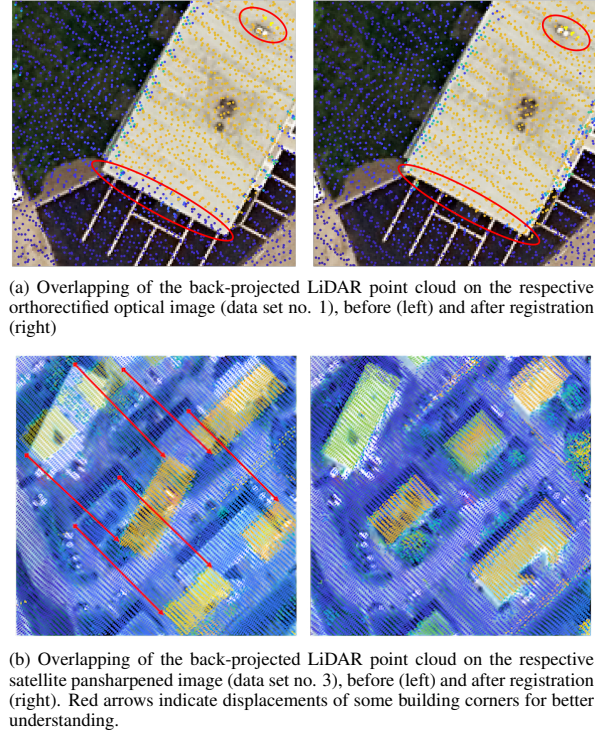 (a) Overlapping of the back-projected LiDAR point cloud on the respective
orthorectified optical image (data set no. 1), before (left) and after registration
(right)
(b) Overlapping of the back-projected LiDAR point cloud on the respective
satellite pansharpened image (data set no. 3), before (left) and after registration
(right). Red arrows indicate displacements of some building corners for better
understanding.